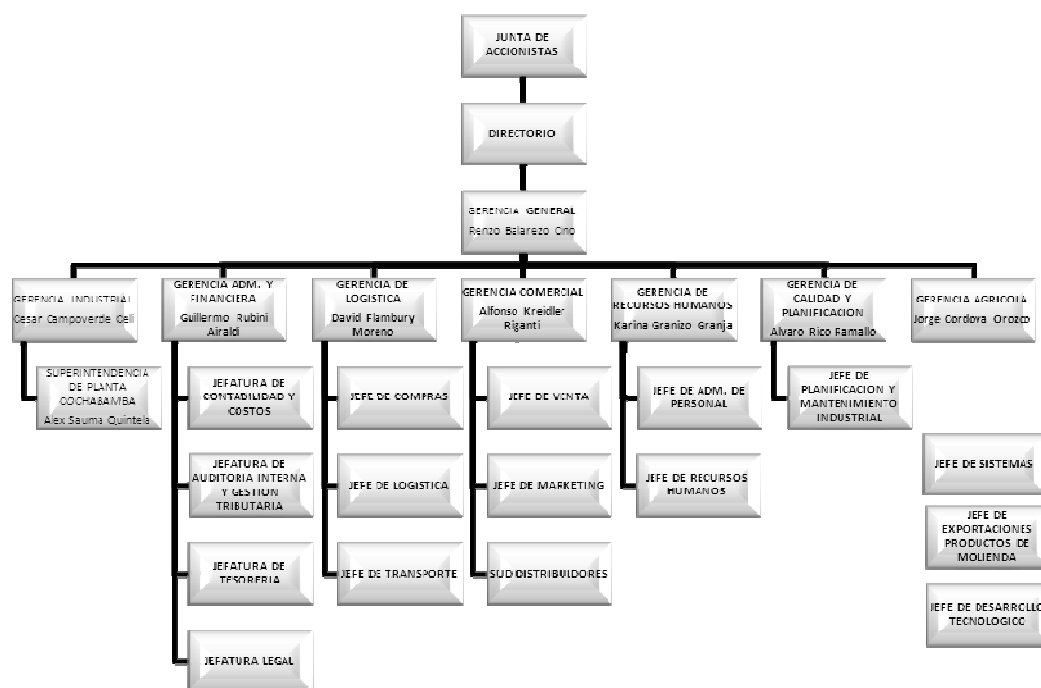 JUNTA DE
ACCIONISTAS
DIRECTORIO
GERENCIA GENERAL
Renzo Balarezo Cino
GERENCIA INDUSTRIAL
Cesar Campoverde Celi
GERENCIA ADM. Y
FINANCIERA
Guillermo Rubini
Airaldi
GERENCIA DE
LOGISTICA
David Flambury
Moreno
GERENCIA COMERCIAL
Alfonso Kreidler
Riganti
GERENCIA DE
RECURSOS HUMANOS
Karina Granizo Granja
GERENCIA DE
CALIDAD Y
PLANIFICACION
Alvaro Rico Ramallo
GERENCIA AGRICOLA
Jorge Cordova Orozco
SUPERINTENDENCIA
DE PLANTA
COCHABAMBA
Alex Sauma Quintela
JEFATURA DE
CONTABILIDAD Y
COSTOS
JEFE DE COMPRAS
JEFE DE VENTA
JEFE DE ADM. DE
PERSONAL
JEFE DE
PLANIFICACION Y
MANTENIMIENTO
INDUSTRIAL
JEFATURA DE
AUDITORIA INTERNA
Y GESTION
TRIBUTARIA
JEFE DE LOGISTICA
JEFE DE MARKETING
JEFE DE RECURSOS
HUMANOS
JEFE DE SISTEMAS
JEFE DE
EXPORTACIONES
PRODUCTOS DE
MOLIENDA
JEFATURA DE
TESORERIA
JEFE DE TRANSPORTE
SUD DISTRIBUIDORES
JEFE DE DESARROLLO
TECNOLOGICO
JEFATURA LEGAL